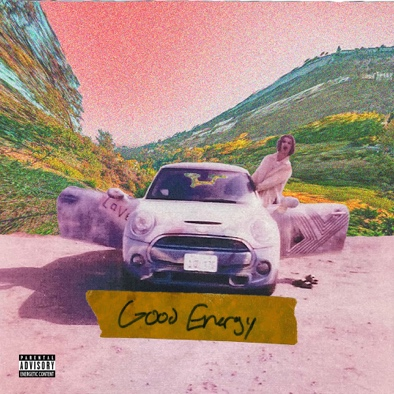 Love
Good Energy
PARENTAL
ADVISORY
ENERGETIC CONTENT